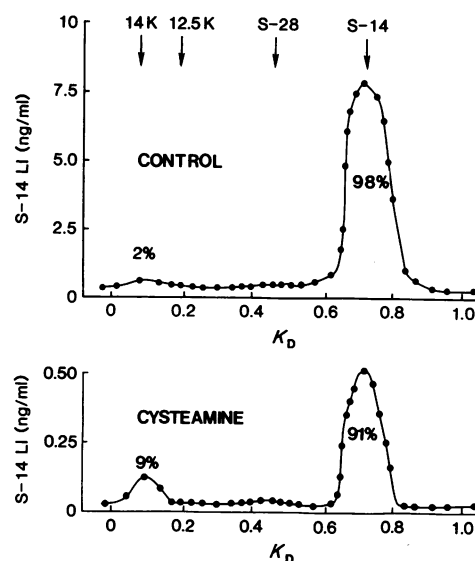 14K 12.5K S-28 S-14
10
7.5
5.0
2.5
0
S-14 LI (ng/ml)
CONTROL
98%
2%
0 0.2 0.4 0.6 0.8 1.0
KD
0.50
0.25
0
S-14 LI (ng/ml)
CYSTEAMINE
9%
91%
0 0.2 0.4 0.6 0.8 1.0
KD